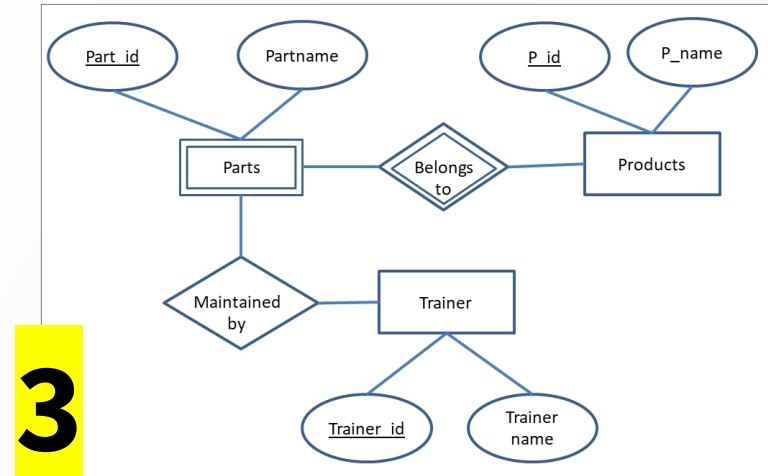 Part_id
Partname
P_id
P_name
Parts
Belongs
to
Products
Maintained
by
Trainer
3
Trainer_id
Trainer
name